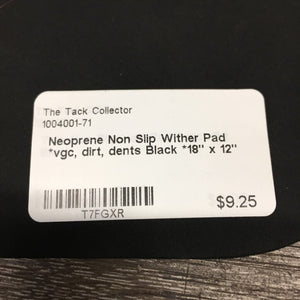 The Tack Collector
1004001-71
Neoprene Non Slip Wither Pad
*vgc, dirt, dents Black *18" x 12"
T7FGXR
$9.25